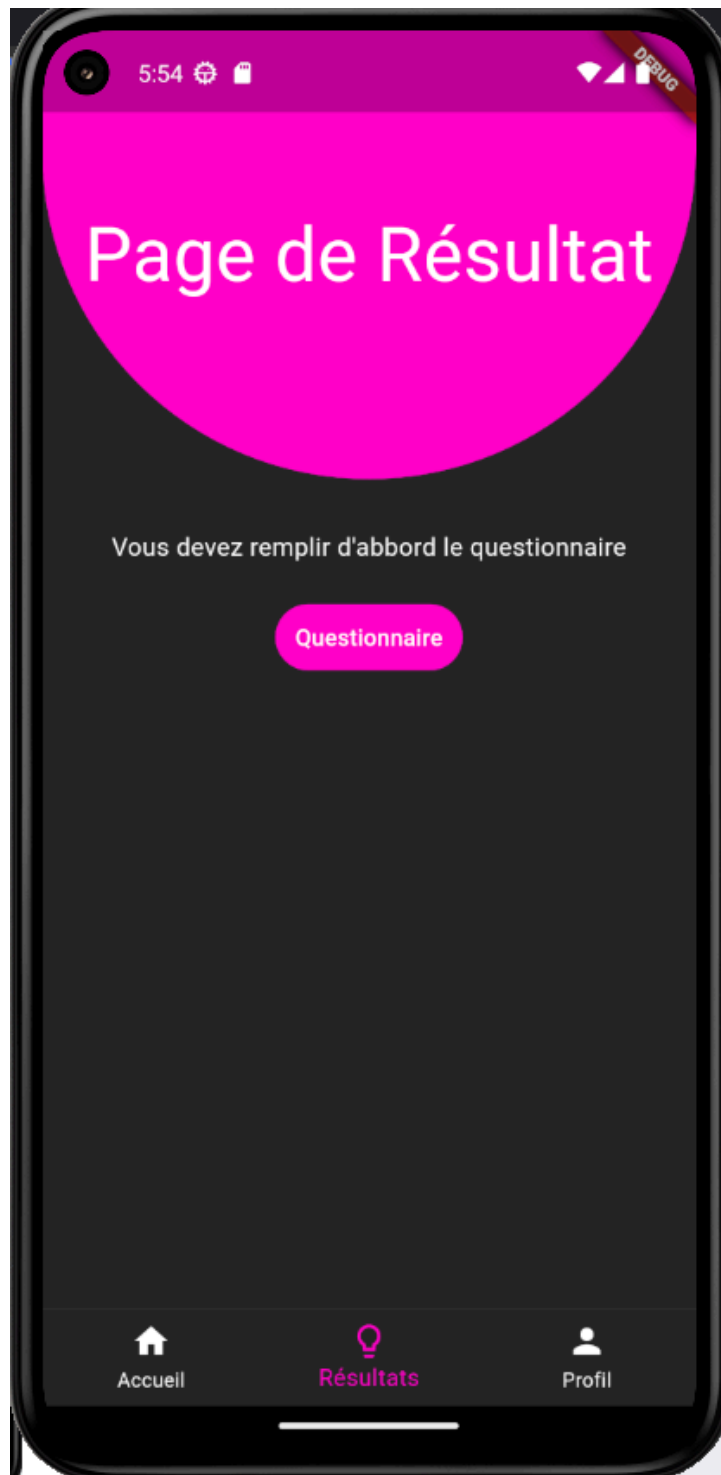 5:54
DEBUG
Page de Résultat
Vous devez remplir d'abbord le questionnaire
Questionnaire
Accueil
Résultats
Profil